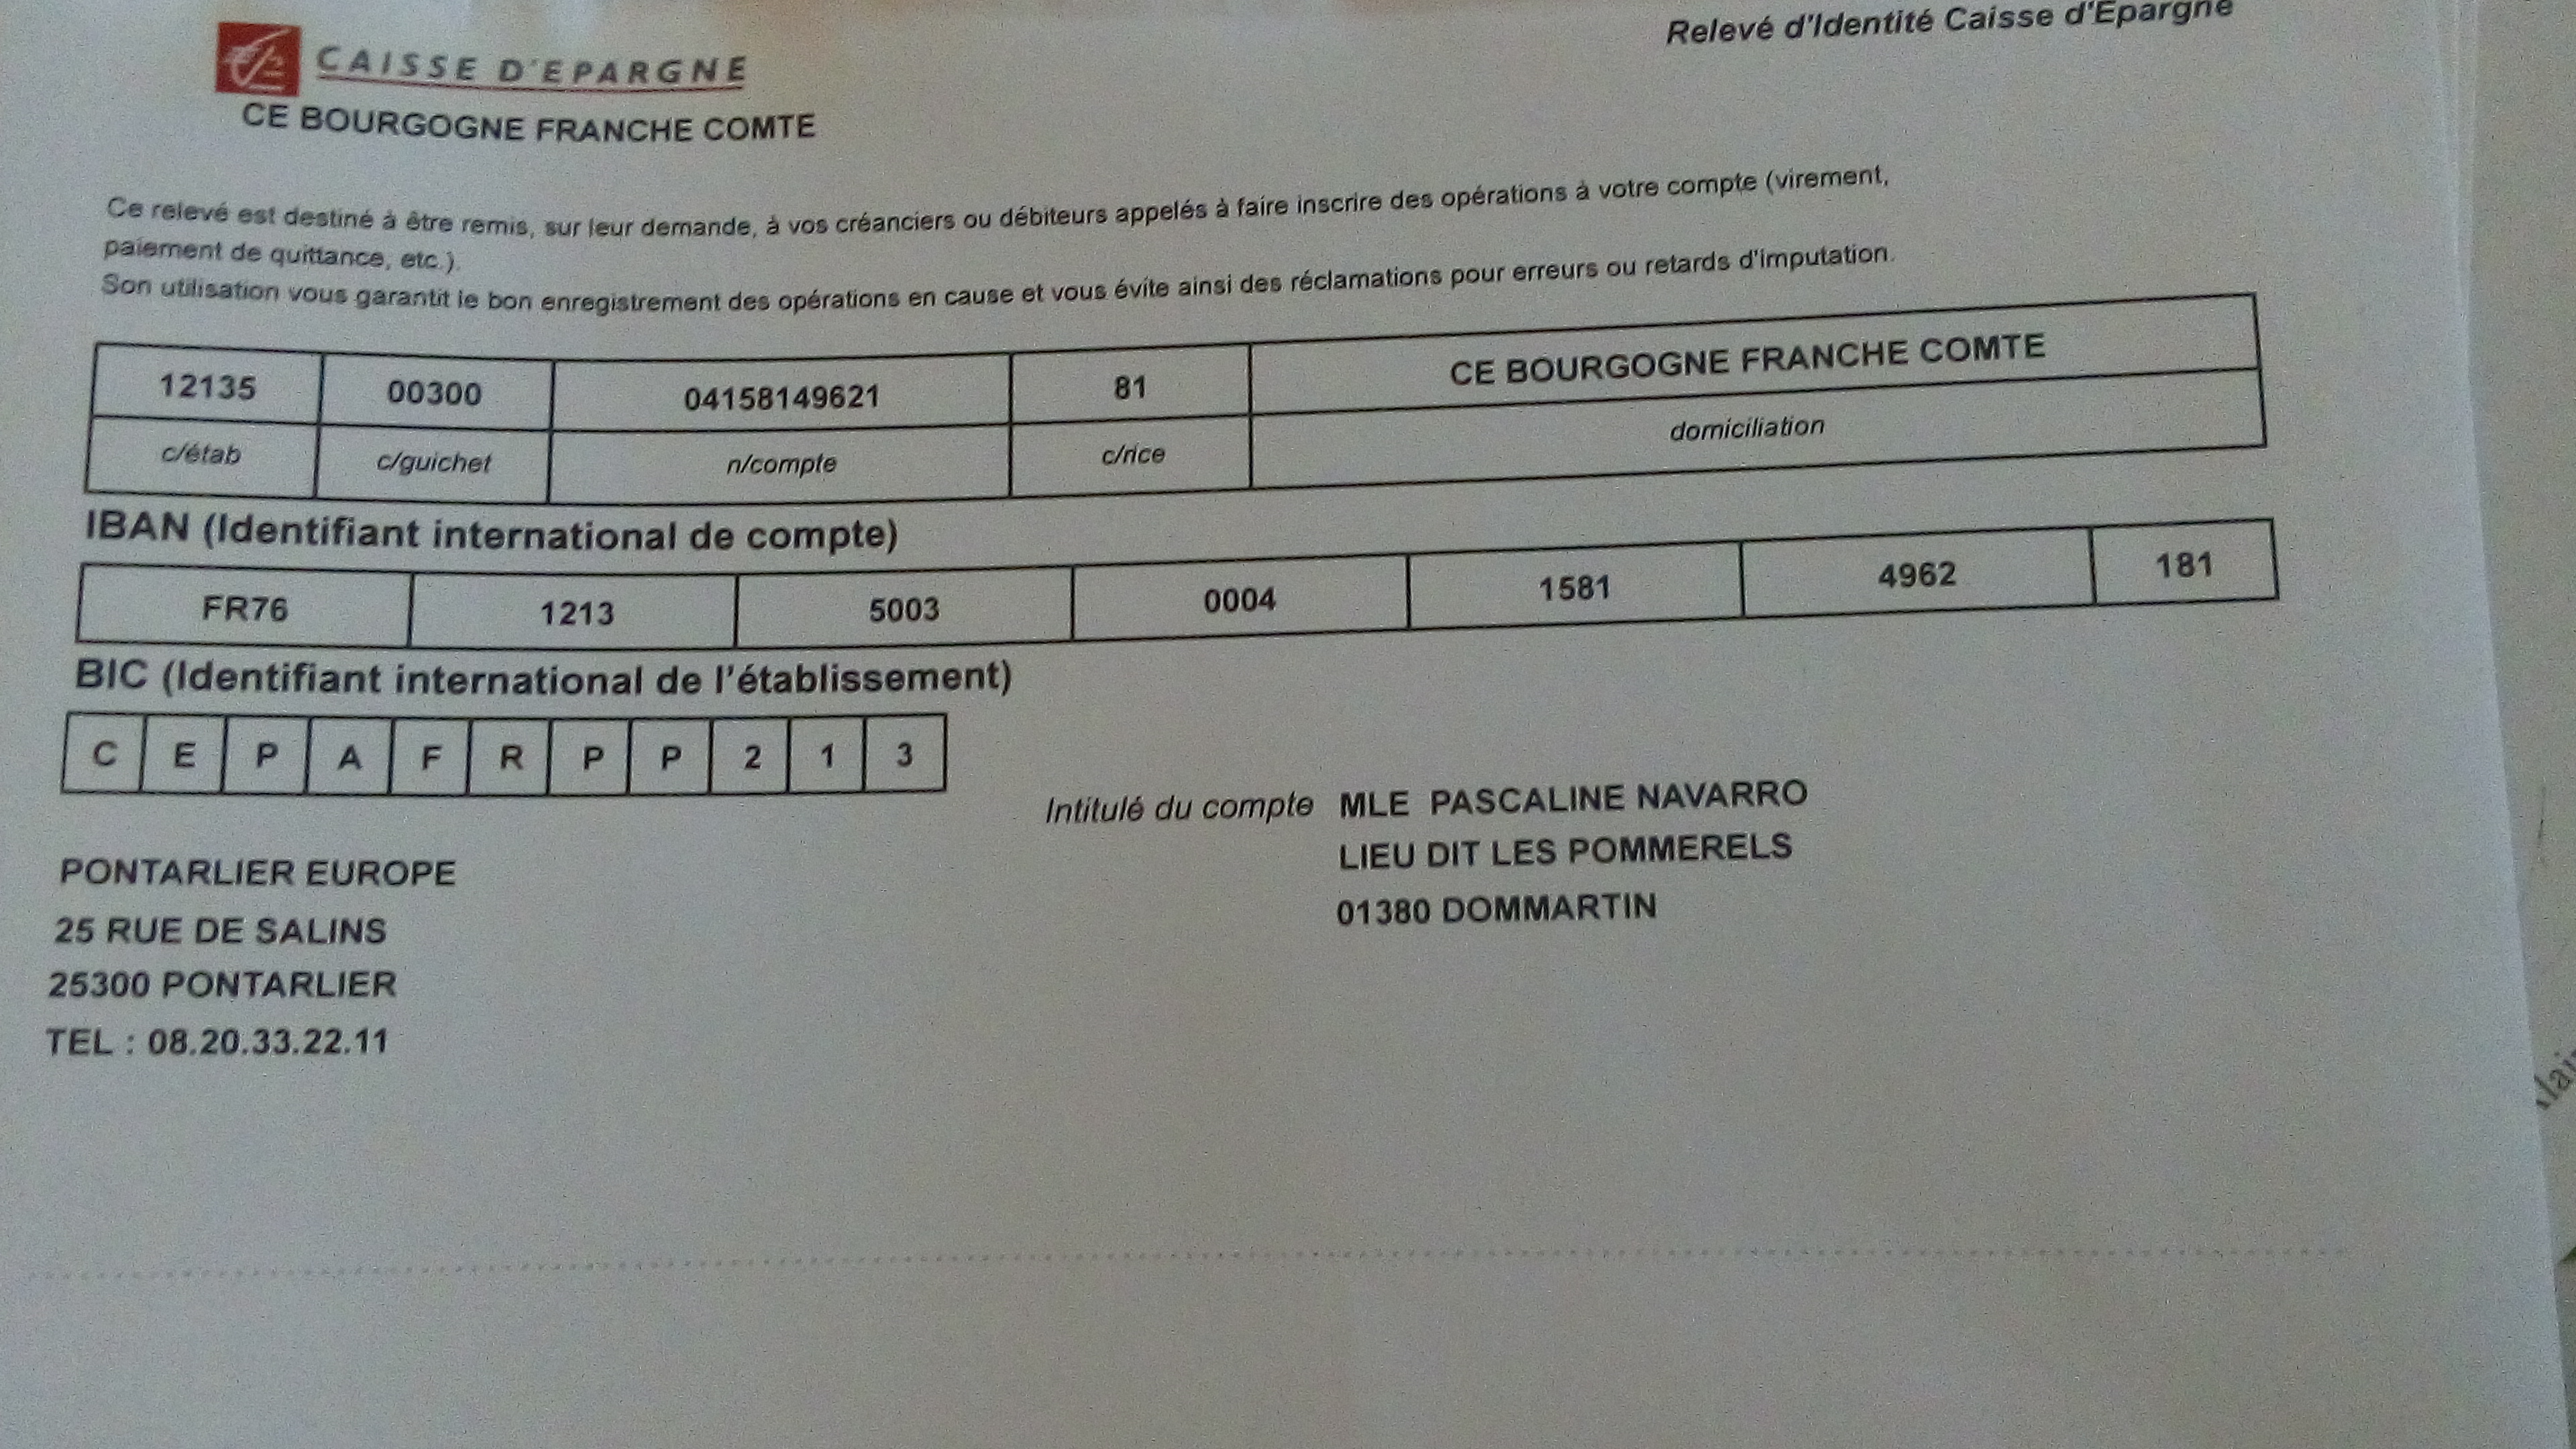 Relevé d'Identité Caisse d'Epargne
CAISSE D'EPARGNE
CE BOURGOGNE FRANCHE COMTE
Ce relevé est destiné à être remis, sur leur demande, à vos créanciers ou débiteurs appelés à faire inscrire des opérations à votre compte (virement,
paiement de quittance, etc.).
Son utilisation vous garantit le bon enregistrement des opérations en cause et vous évite ainsi des réclamations pour erreurs ou retards d'imputation.
12135 00300 04158149621 81 CE BOURGOGNE FRANCHE COMTE
c/étab c/guichet n/compte c/rice domiciliation
IBAN (Identifiant international de compte)
FR76 1213 5003 0004 1581 4962 181
BIC (Identifiant international de l'établissement)
C E P A F R P P 2 1 3
Intitulé du compte MLE PASCALINE NAVARRO
LIEU DIT LES POMMERELS
01380 DOMMARTIN
PONTARLIER EUROPE
25 RUE DE SALINS
25300 PONTARLIER
TEL : 08.20.33.22.11